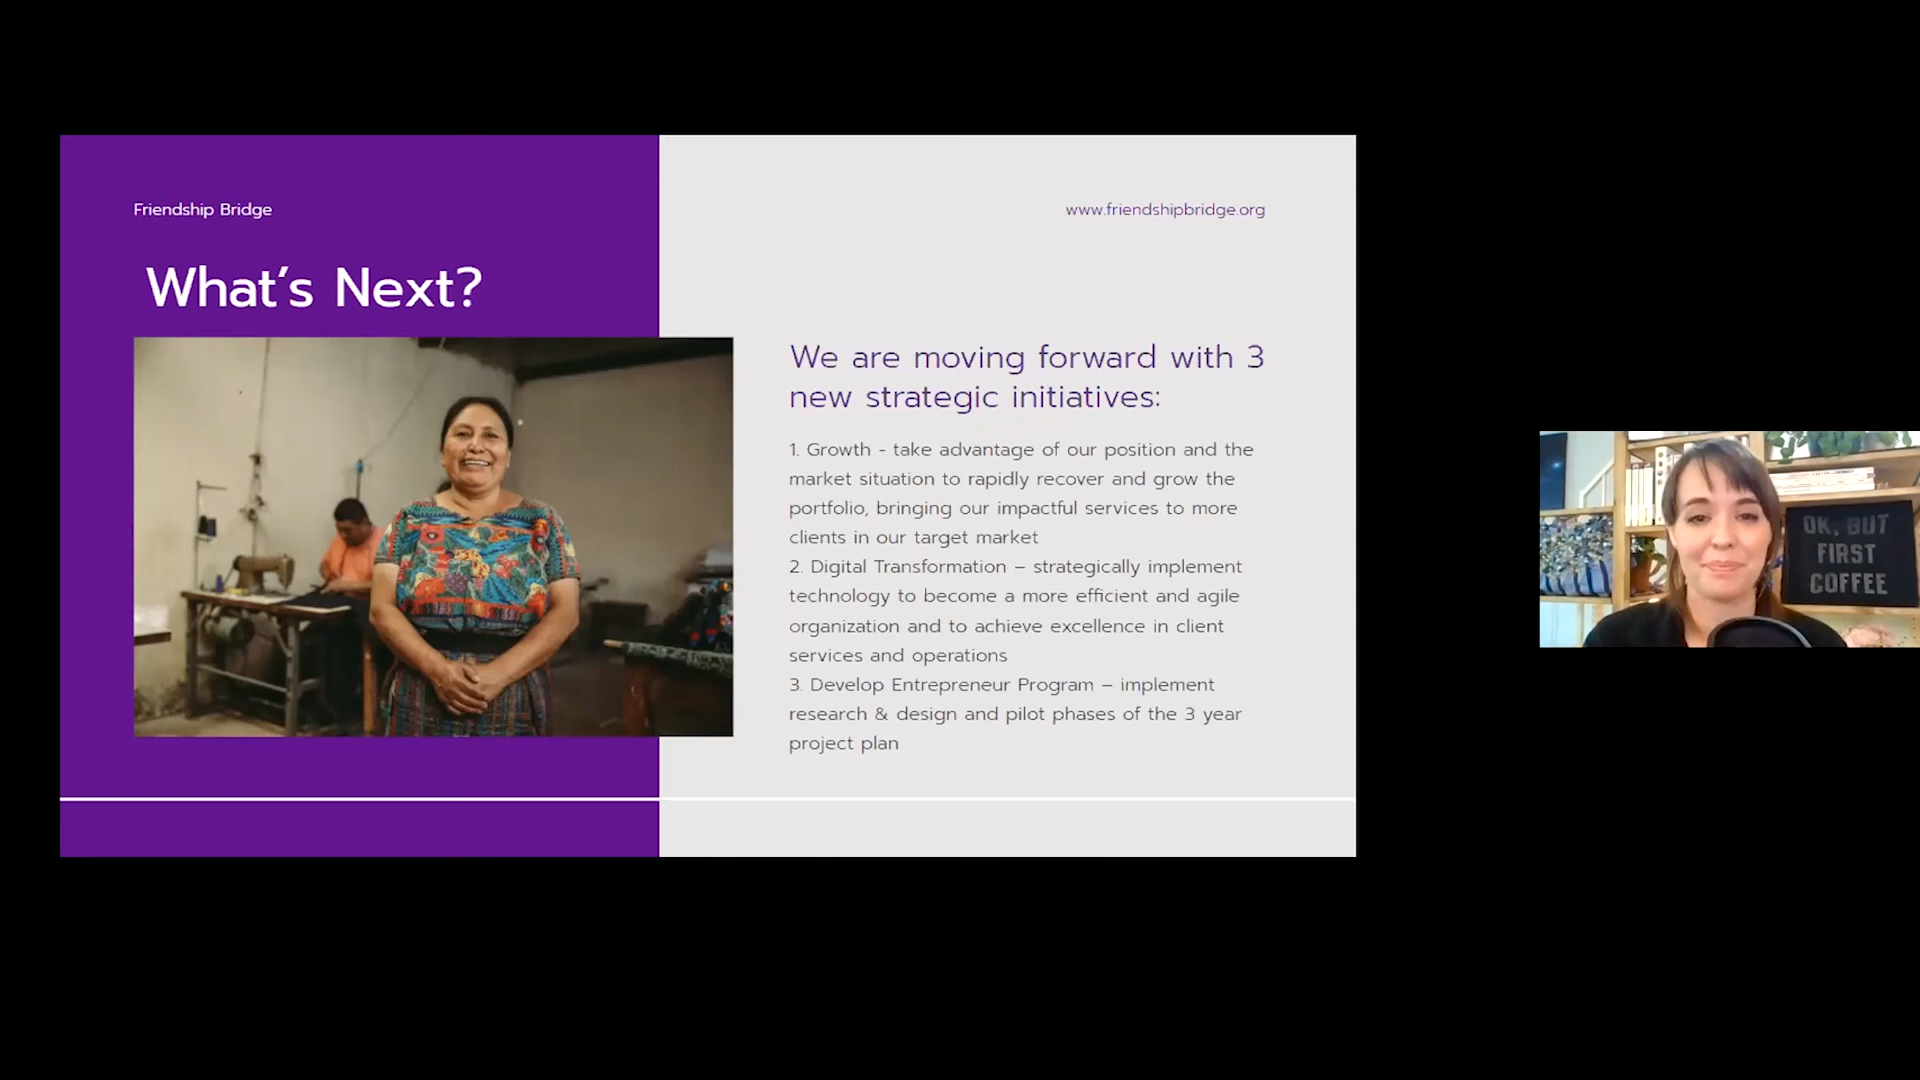 Friendship Bridge
www.friendshipbridge.org
What's Next?
We are moving forward with 3
new strategic initiatives:
1. Growth - take advantage of our position and the
market situation to rapidly recover and grow the
portfolio, bringing our impactful services to more
clients in our target market
2. Digital Transformation – strategically implement
technology to become a more efficient and agile
organization and to achieve excellence in client
services and operations
3. Develop Entrepreneur Program – implement
research & design and pilot phases of the 3 year
project plan
OK, BUT
FIRST
COFFEE